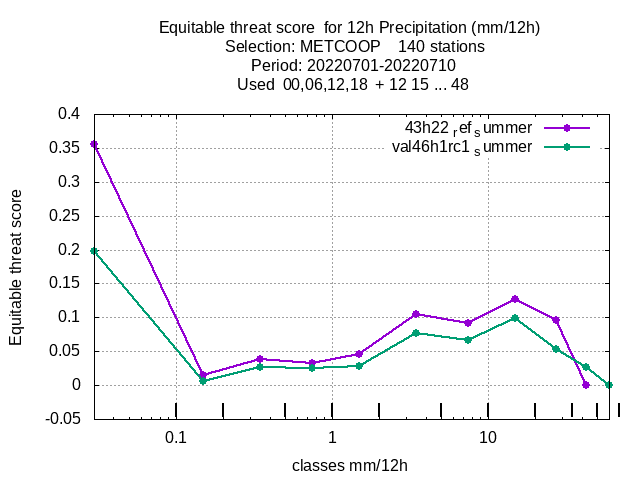 Equitable threat score for 12h Precipitation (mm/12h)
Selection: METCOOP 140 stations
Period: 20220701-20220710
Used 00,06,12,18 + 12 15 ... 48
43h22refsummer
val46h1rc1summer
0.4
0.35
0.3
0.25
0.2
0.15
0.1
0.05
0
-0.05
Equitable threat score
0.1 1 10
classes mm/12h